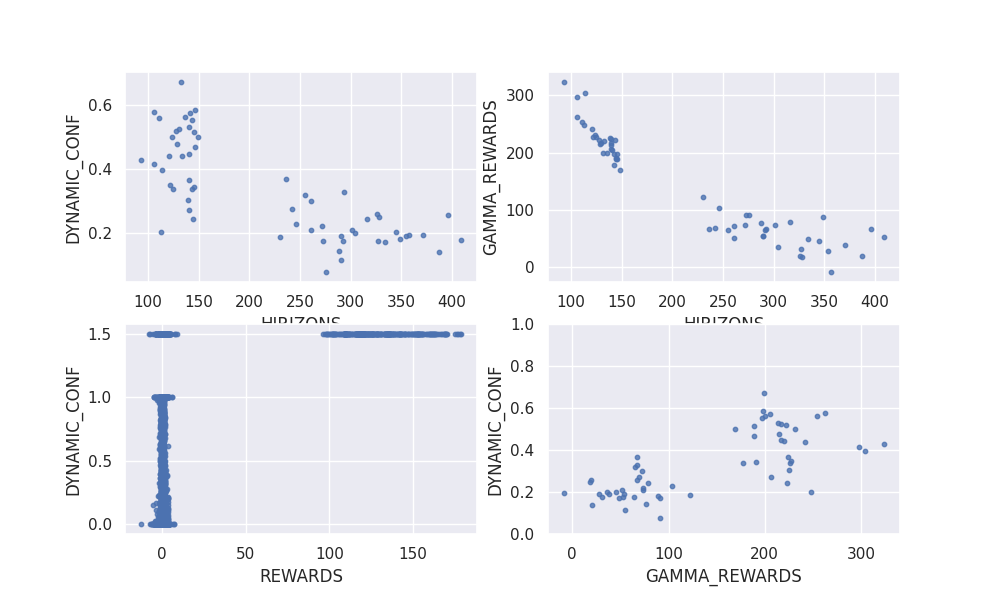 DYNAMIC_CONF
0.6
0.4
0.2
100 150 200 250 300 350 400
HIRIZONS
GAMMA_REWARDS
300
200
100
0
100 150 200 250 300 350 400
HIRIZONS
DYNAMIC_CONF
1.5
1.0
0.5
0.0
0 50 100 150
REWARDS
DYNAMIC_CONF
1.0
0.8
0.6
0.4
0.2
0.0
0 100 200 300
GAMMA_REWARDS